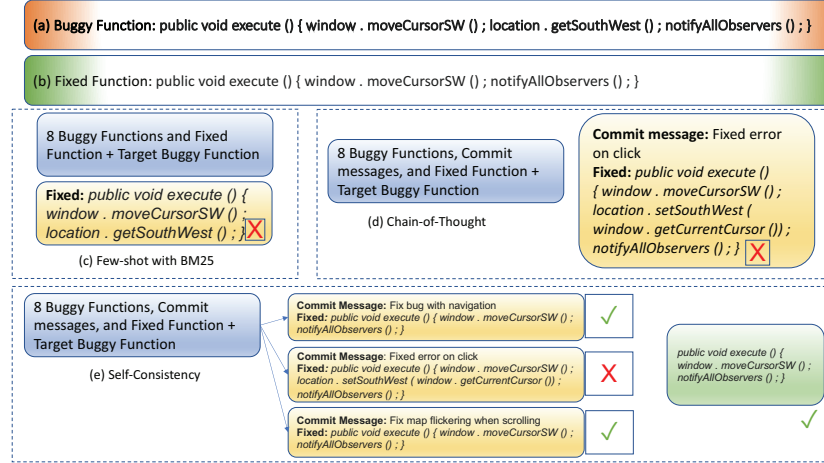 (a) Buggy Function: public void execute () { window . moveCursorSW () ; location . getSouthWest () ; notifyAllObservers () ; }
(b) Fixed Function: public void execute () { window . moveCursorSW () ; notifyAllObservers () ; }
8 Buggy Functions and Fixed
Function + Target Buggy Function
Fixed: public void execute () {
window . moveCursorSW () ;
location . getSouthWest () ; }
X
(c) Few-shot with BM25
8 Buggy Functions, Commit
messages, and Fixed Function +
Target Buggy Function
(d) Chain-of-Thought
Commit message: Fixed error
on click
Fixed: public void execute ()
{ window . moveCursorSW () ;
location . setSouthWest (
window . getCurrentCursor ()) ;
notifyAllObservers () ; }
X
8 Buggy Functions, Commit
messages, and Fixed Function +
Target Buggy Function
(e) Self-Consistency
Commit Message: Fix bug with navigation
Fixed: public void execute () { window . moveCursorSW () ;
notifyAllObservers () ; }
✓
Commit Message: Fixed error on click
Fixed: public void execute () { window . moveCursorSW () ;
location . setSouthWest ( window . getCurrentCursor ()) ;
notifyAllObservers () ; }
X
Commit Message: Fix map flickering when scrolling
Fixed: public void execute () { window . moveCursorSW () ;
notifyAllObservers () ; }
✓
public void execute () {
window . moveCursorSW () ;
notifyAllObservers () ; }
✓